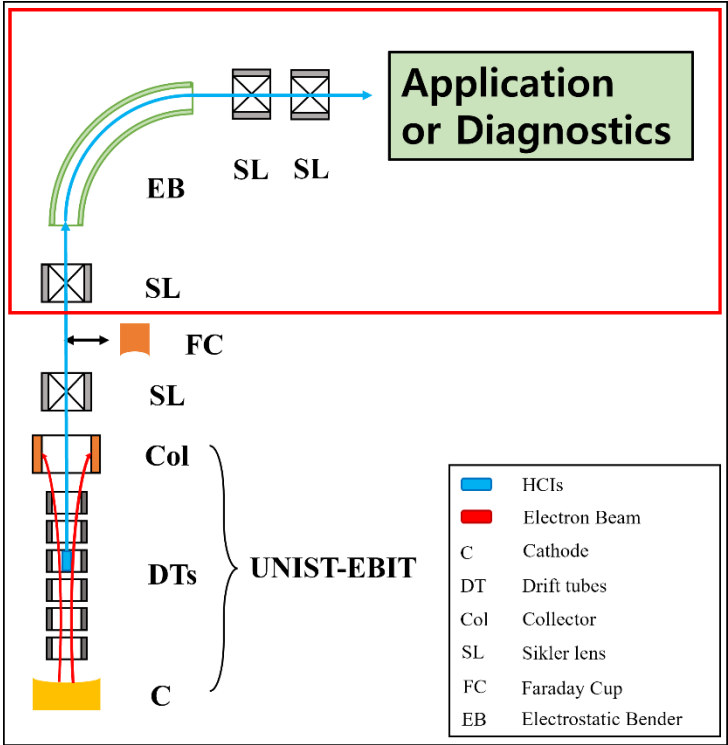 Application
or Diagnostics
SL
SL
EB
SL
FC
SL
Col
DTs
UNIST-EBIT
C
HCIs
Electron Beam
C Cathode
DT Drift tubes
Col Collector
SL Sikler lens
FC Faraday Cup
EB Electrostatic Bender